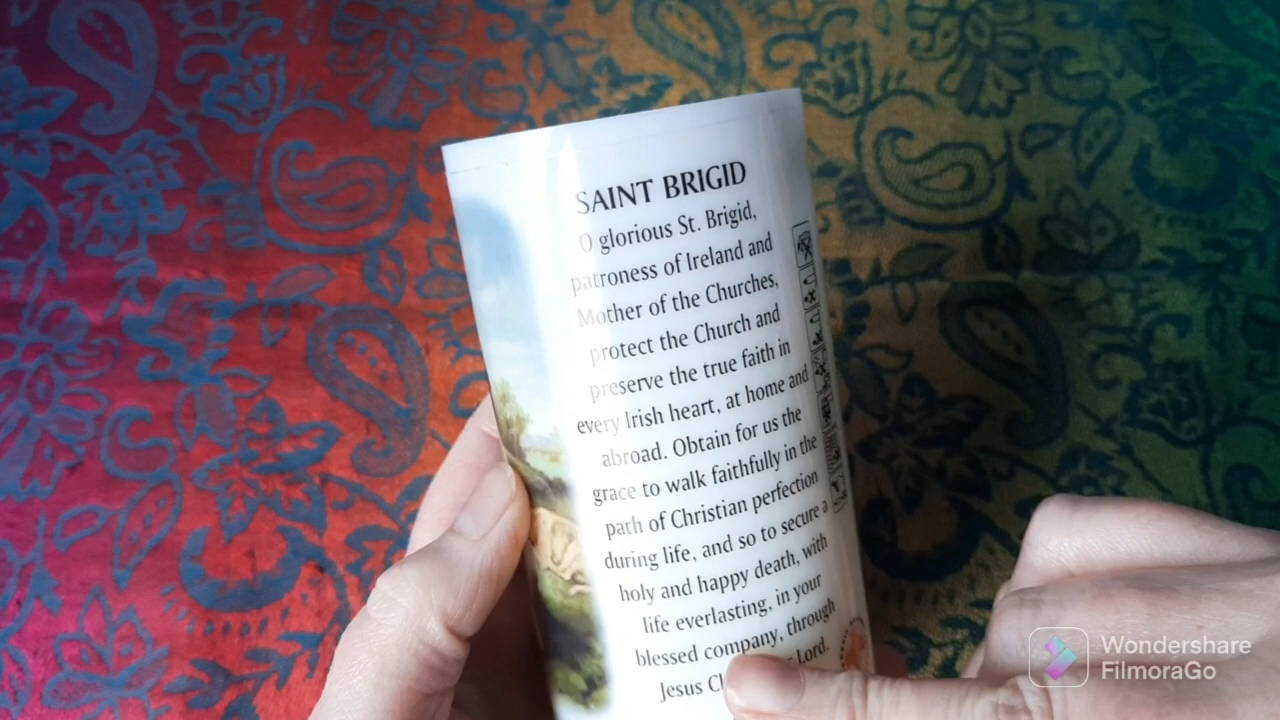 SAINT BRIGID
O glorious St. Brigid,
patroness of Ireland and
Mother of the Churches,
protect the Church and
preserve the true faith in
every Irish heart, at home and
abroad. Obtain for us the
grace to walk faithfully in the
path of Christian perfection
during life, and so to secure a
holy and happy death, with
life everlasting, in your
blessed company, through
Jesus Lord.
Wondershare
FilmoraGo